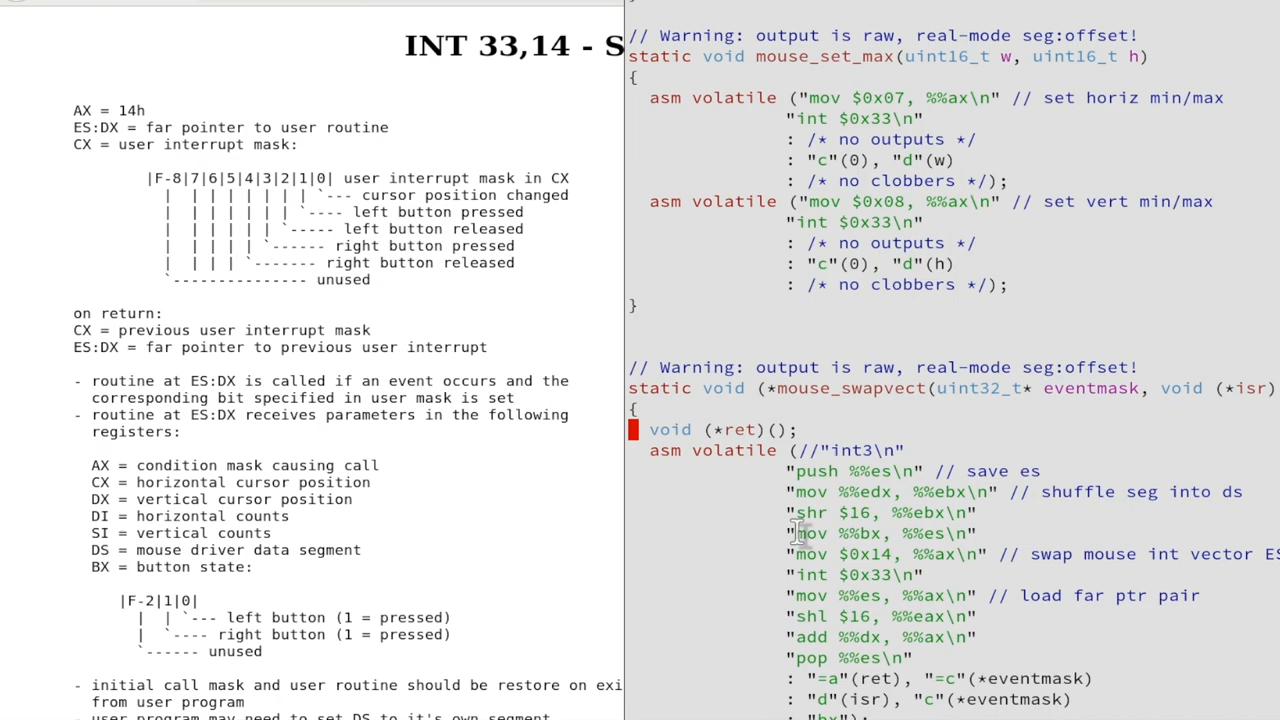 INT 33,14 - S
AX = 14h
ES:DX = far pointer to user routine
CX = user interrupt mask:
|F-8|7|6|5|4|3|2|1|0| user interrupt mask in CX
| | | | | | | | `--- cursor position changed
| | | | | | | `---- left button pressed
| | | | | | `----- left button released
| | | | | `------ right button pressed
| | | | `------- right button released
`--------------- unused
on return:
CX = previous user interrupt mask
ES:DX = far pointer to previous user interrupt
- routine at ES:DX is called if an event occurs and the
corresponding bit specified in user mask is set
- routine at ES:DX receives parameters in the following
registers:
AX = condition mask causing call
CX = horizontal cursor position
DX = vertical cursor position
DI = horizontal counts
SI = vertical counts
DS = mouse driver data segment
BX = button state:
|F-2|1|0|
| | `--- left button (1 = pressed)
| `---- right button (1 = pressed)
`------ unused
- initial call mask and user routine should be restore on exi
from user program
- user program may need to set DS to it's own segment
// Warning: output is raw, real-mode seg:offset!
static void mouse_set_max(uint16_t w, uint16_t h)
{
asm volatile ("mov $0x07, %%ax\n" // set horiz min/max
"int $0x33\n"
: /* no outputs */
: "c"(0), "d"(w)
: /* no clobbers */);
asm volatile ("mov $0x08, %%ax\n" // set vert min/max
"int $0x33\n"
: /* no outputs */
: "c"(0), "d"(h)
: /* no clobbers */);
}
// Warning: output is raw, real-mode seg:offset!
static void (*mouse_swapvect(uint32_t* eventmask, void (*isr)
{
void (*ret)();
asm volatile (//"int3\n"
"push %%es\n" // save es
"mov %%edx, %%ebx\n" // shuffle seg into ds
"shr $16, %%ebx\n"
"mov %%bx, %%es\n"
"mov $0x14, %%ax\n" // swap mouse int vector ES
"int $0x33\n"
"mov %%es, %%ax\n" // load far ptr pair
"shl $16, %%eax\n"
"add %%dx, %%ax\n"
"pop %%es\n"
: "=a"(ret), "=c"(*eventmask)
: "d"(isr), "c"(*eventmask)
: "bx");